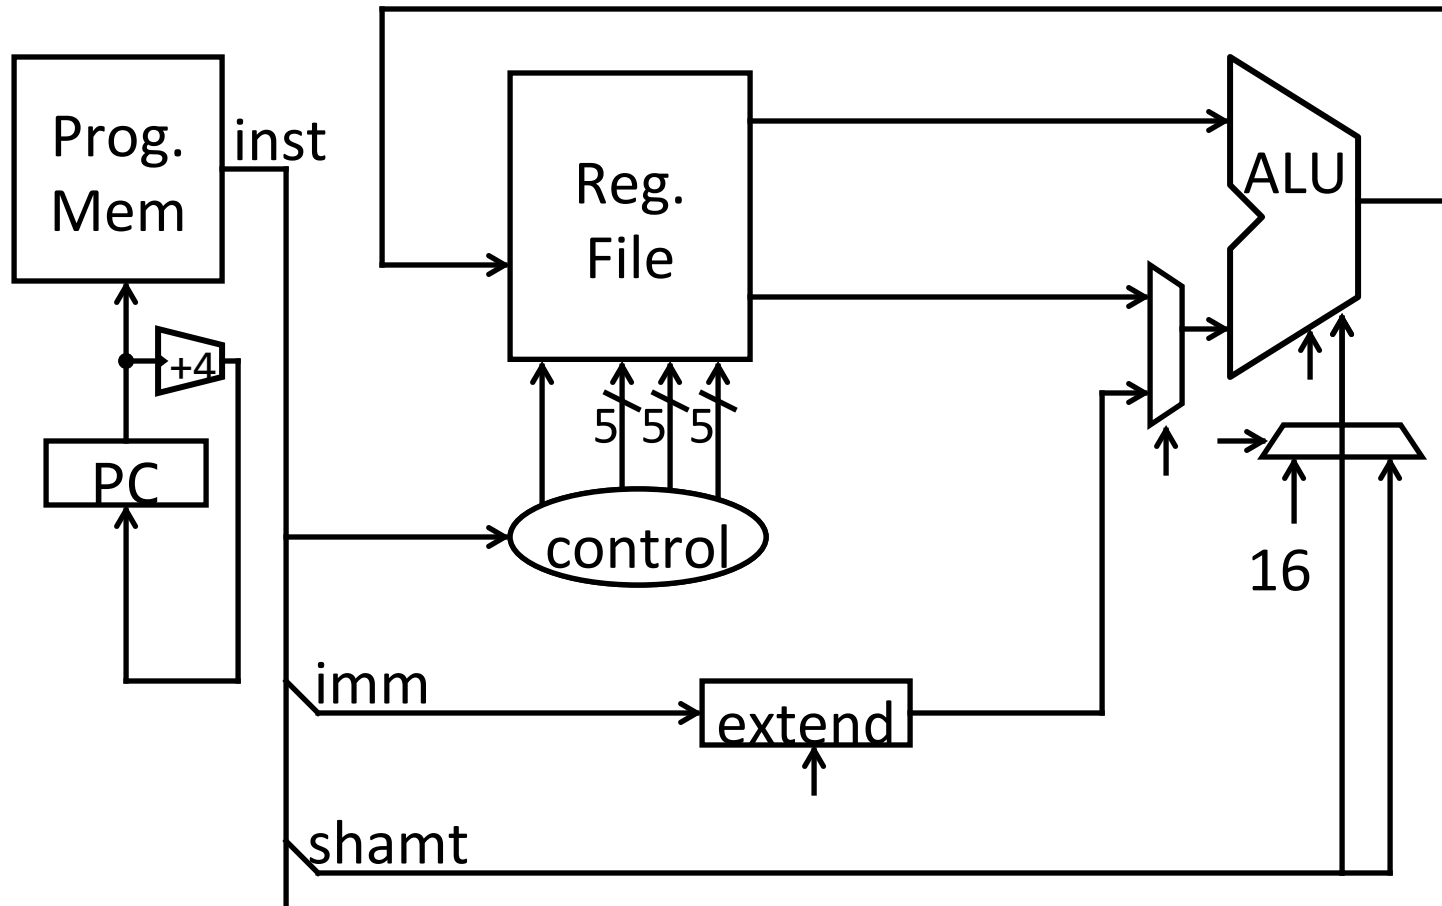 Prog.
Mem
inst
Reg.
File
ALU
+4
5 5 5
PC
control
16
imm
extend
shamt